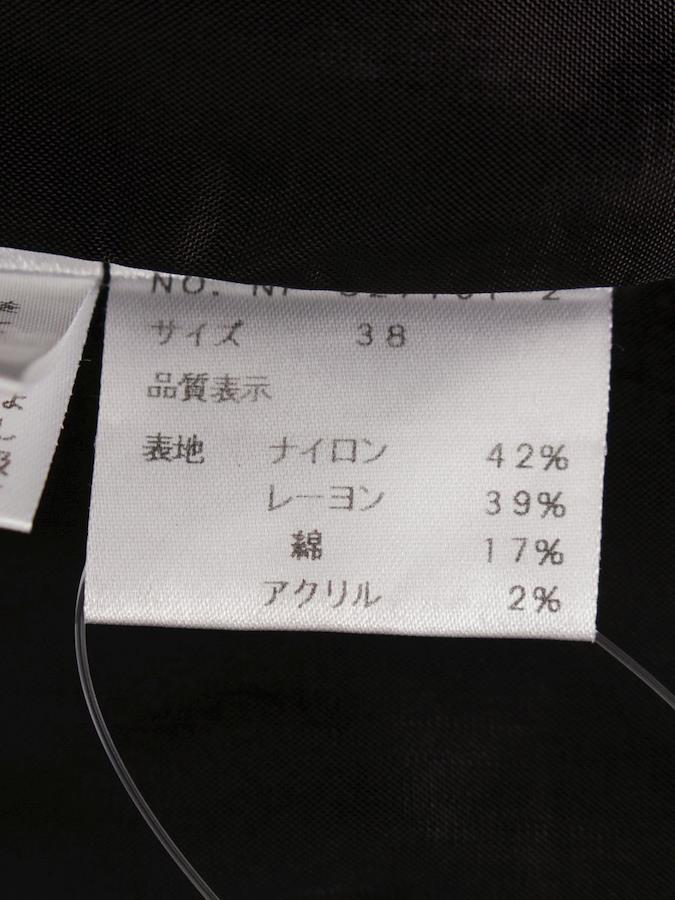 サイズ 38
品質表示
表地 ナイロン 42%
レーヨン 39%
綿 17%
アクリル 2%